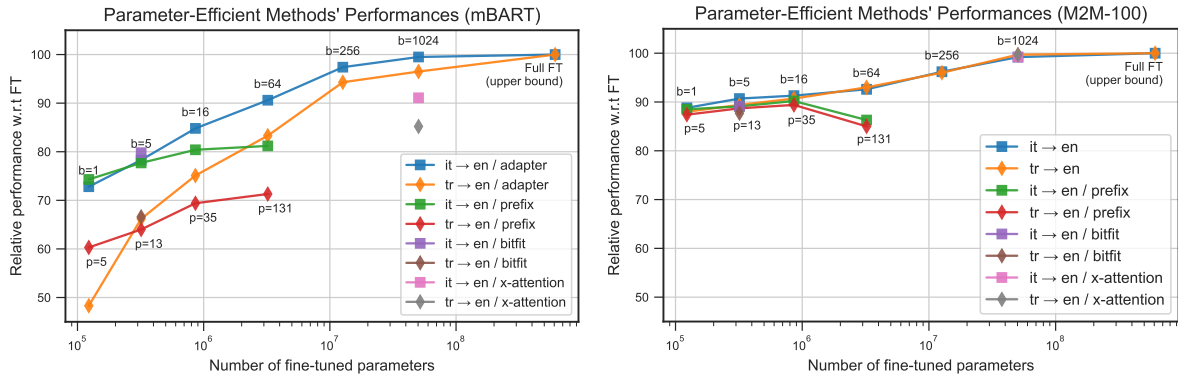 Parameter-Efficient Methods' Performances (mBART)
Relative performance w.r.t FT
100
90
80
70
60
50
b=1
b=5
b=16
b=64
b=256
b=1024
Full FT
(upper bound)
p=5
p=13
p=35
p=131
it → en / adapter
tr → en / adapter
it → en / prefix
tr → en / prefix
it → en / bitfit
tr → en / bitfit
it → en / x-attention
tr → en / x-attention
10⁵
10⁶
10⁷
10⁸
Number of fine-tuned parameters
Parameter-Efficient Methods' Performances (M2M-100)
Relative performance w.r.t FT
100
90
80
70
60
50
b=1
b=5
b=16
b=64
b=256
b=1024
Full FT
(upper bound)
p=5
p=13
p=35
p=131
it → en
tr → en
it → en / prefix
tr → en / prefix
it → en / bitfit
tr → en / bitfit
it → en / x-attention
tr → en / x-attention
10⁵
10⁶
10⁷
10⁸
Number of fine-tuned parameters